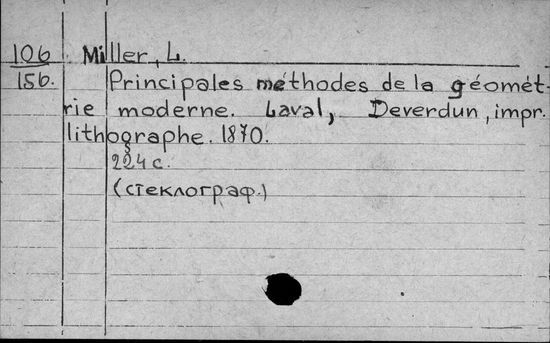 106 Miller, L.
156. Principales méthodes de la géomét-
rie moderne. Laval, Deverdun, impr.
lithographe. 1870.
224 с.
(стеклограф.)